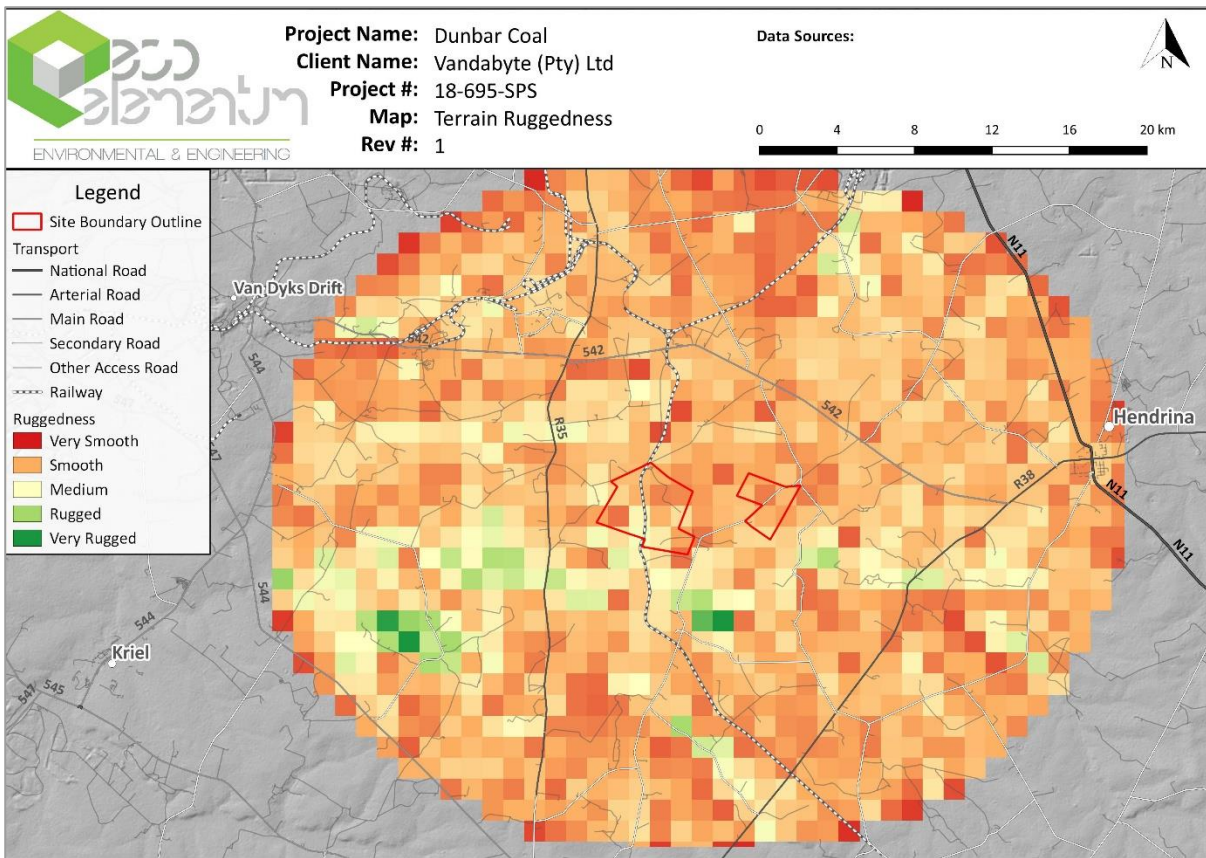 eco
elementum
ENVIRONMENTAL & ENGINEERING
Project Name: Dunbar Coal
Client Name: Vandabyte (Pty) Ltd
Project #: 18-695-SPS
Map: Terrain Ruggedness
Rev #: 1
Data Sources:
N
0 4 8 12 16 20 km
Legend
Site Boundary Outline
Transport
National Road
Arterial Road
Main Road
Secondary Road
Other Access Road
Railway
Ruggedness
Very Smooth
Smooth
Medium
Rugged
Very Rugged
N11
Van Dyks Drift
542
542
544
542
Hendrina
R35
547
R38
N11
N11
544
544
Kriel
547
545